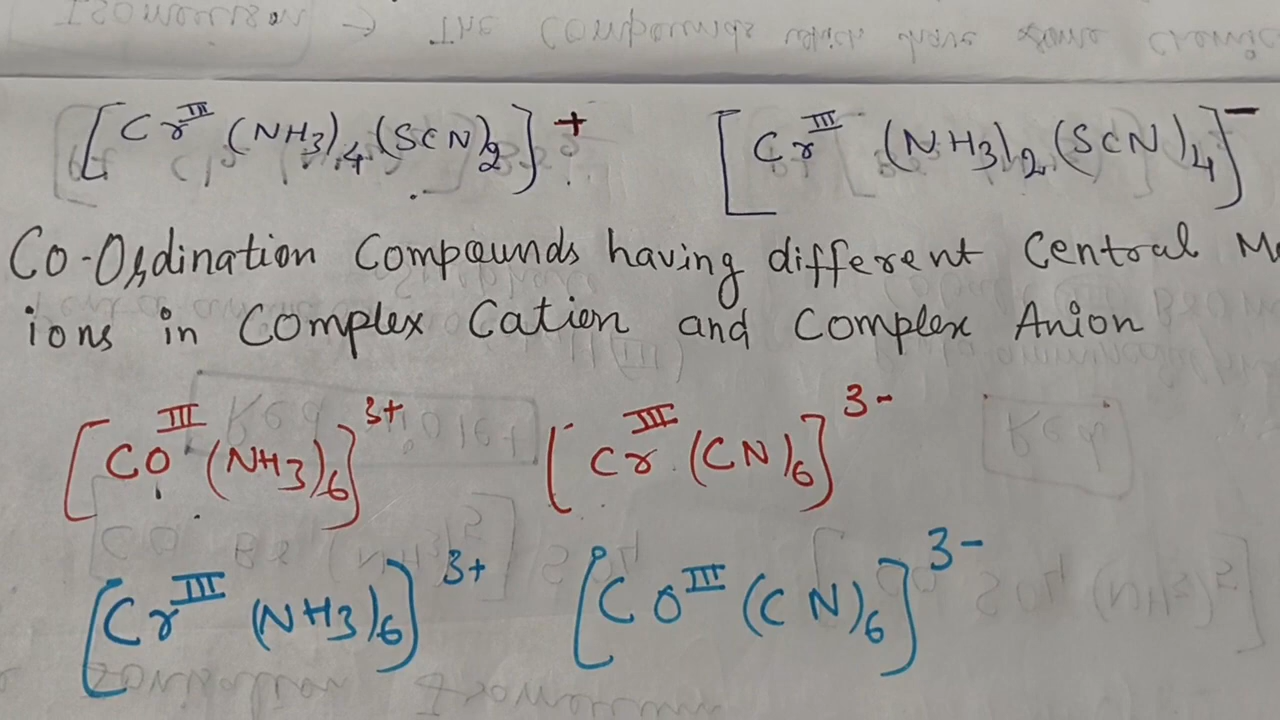 [Cr^III (NH3)4 (SCN)2]^+ [Cr^III (NH3)2 (SCN)4]^-
Co-Ordination Compounds having different Central
ions in Complex Cation and Complex Anion
[CO^III (NH3)6]^3+ [Cr^III (CN)6]^3-
[Cr^III (NH3)6]^3+ [CO^III (CN)6]^3-